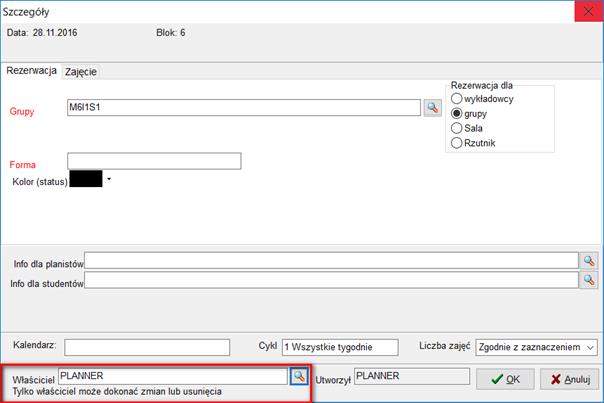 Szczegóły
Data: 28.11.2016 Blok: 6
Rezerwacja Zajęcie
Rezerwacja dla
Grupy M6I1S1
wykładowcy
grupy
Sala
Rzutnik
Forma
Kolor (status)
Info dla planistów
Info dla studentów
Kalendarz: Cykl 1 Wszystkie tygodnie Liczba zajęć Zgodnie z zaznaczeniem
Właściciel PLANNER Utworzył PLANNER OK Anuluj
Tylko właściciel może dokonać zmian lub usunięcia